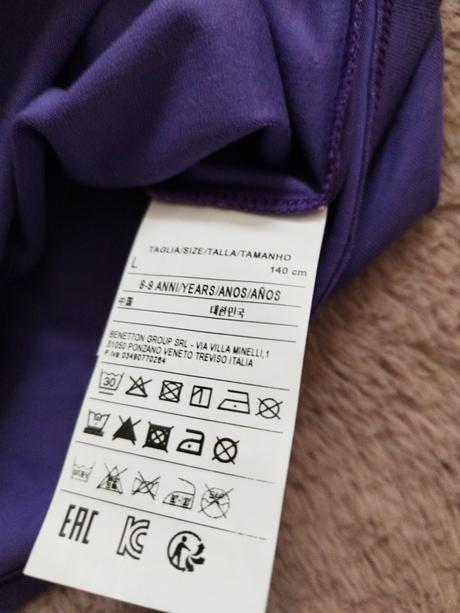 TAGLIA/SIZE/TALLA/TAMANHO
L 140 cm
8-9 ANNI/YEARS/ANOS/AÑOS
中国 대한민국
BENETTON GROUP SRL - VIA VILLA MINELLI,1
31050 PONZANO VENETO TREVISO ITALIA
P.IVA 03490770264
30
EAC